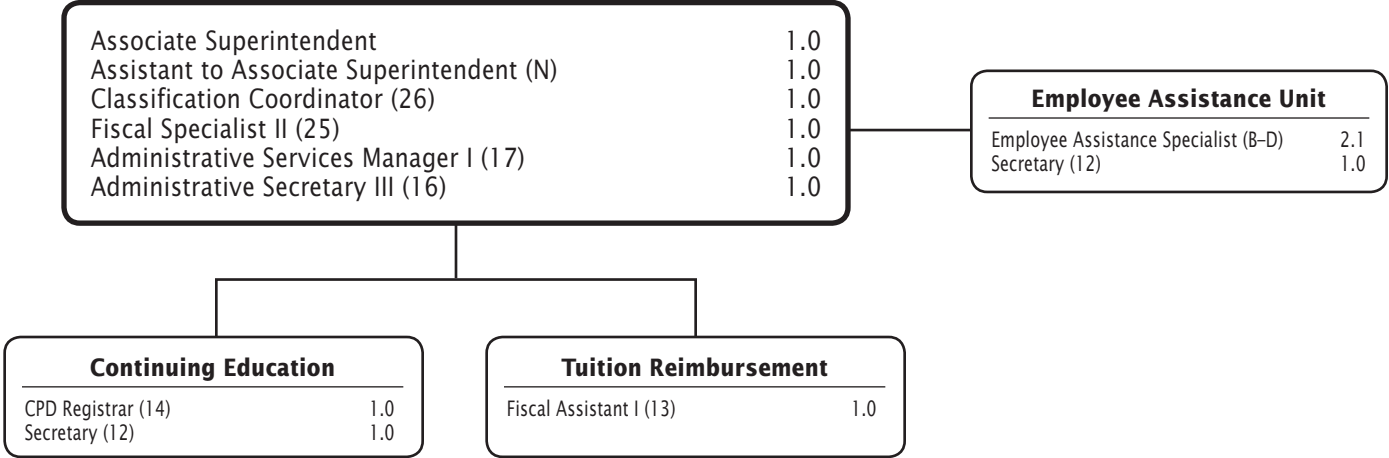 Associate Superintendent 1.0
Assistant to Associate Superintendent (N) 1.0
Classification Coordinator (26) 1.0
Fiscal Specialist II (25) 1.0
Administrative Services Manager I (17) 1.0
Administrative Secretary III (16) 1.0
Employee Assistance Unit
Employee Assistance Specialist (B–D) 2.1
Secretary (12) 1.0
Continuing Education
CPD Registrar (14) 1.0
Secretary (12) 1.0
Tuition Reimbursement
Fiscal Assistant I (13) 1.0